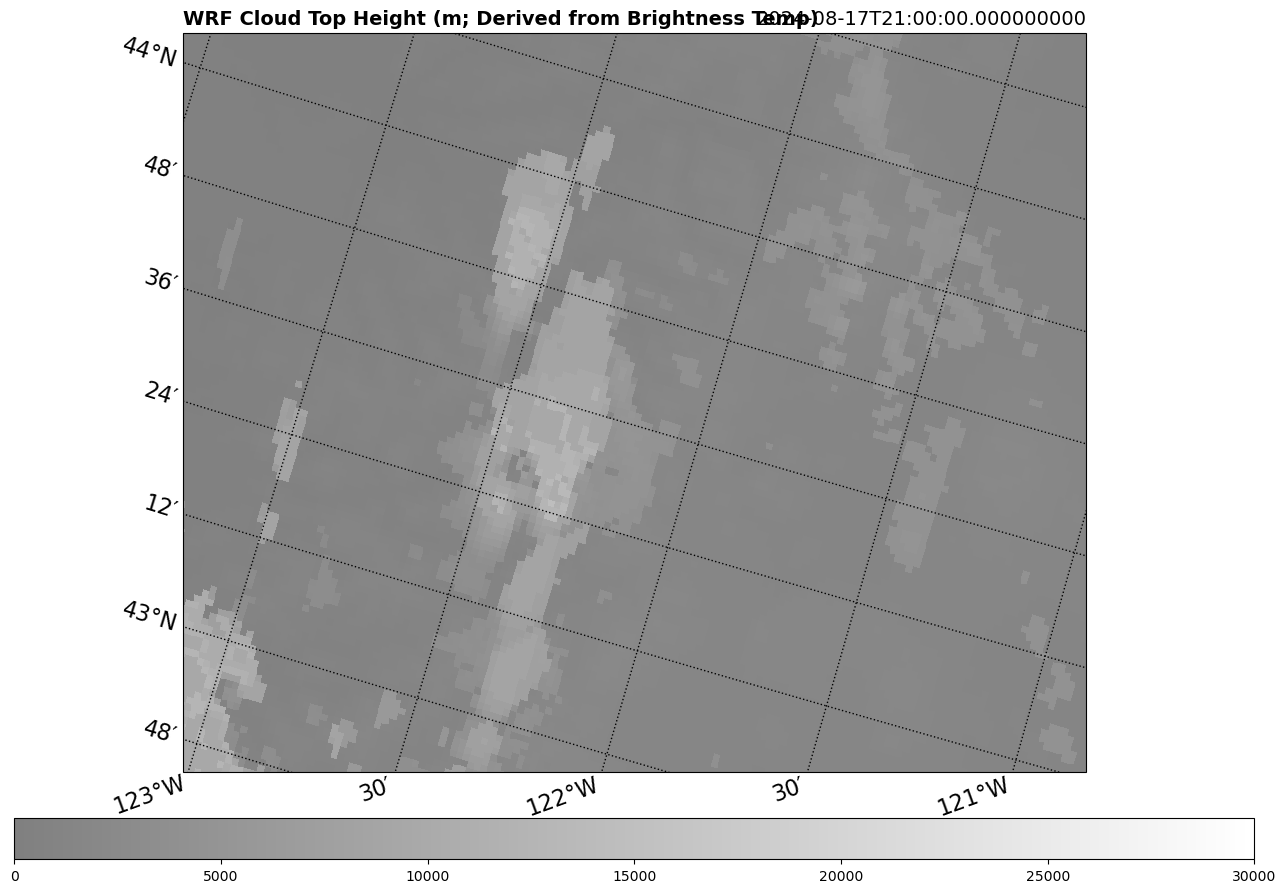 WRF Cloud Top Height (m; Derived from Brightness Temp) 2024-08-17T21:00:00.000000000
44°N
48′
36′
24′
12′
43°N
48′
123°W 30′ 122°W 30′ 121°W
0 5000 10000 15000 20000 25000 30000